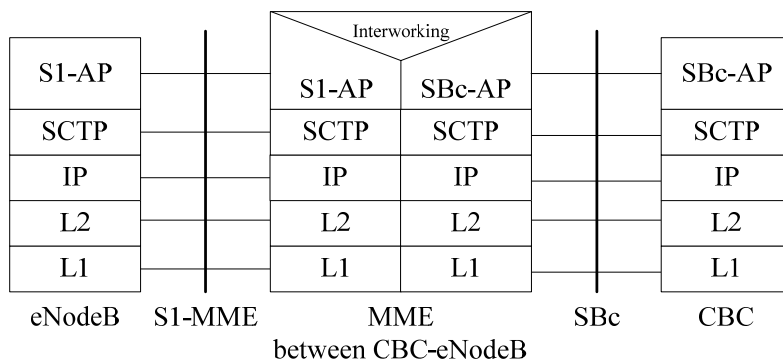 Interworking
S1-AP S1-AP SBc-AP SBc-AP
SCTP SCTP SCTP SCTP
IP IP IP IP
L2 L2 L2 L2
L1 L1 L1 L1
eNodeB S1-MME MME SBc CBC
between CBC-eNodeB